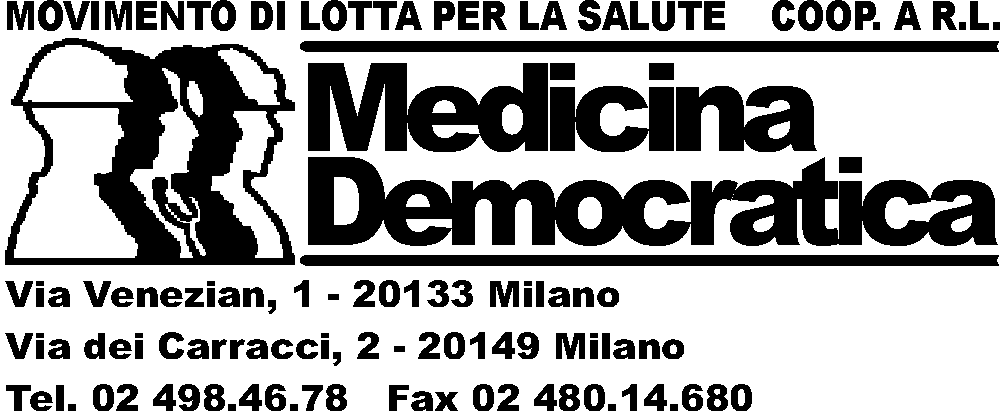 MOVIMENTO DI LOTTA PER LA SALUTE COOP. A R.L.
Medicina
Democratica
Via Venezian, 1 - 20133 Milano
Via dei Carracci, 2 - 20149 Milano
Tel. 02 498.46.78 Fax 02 480.14.680